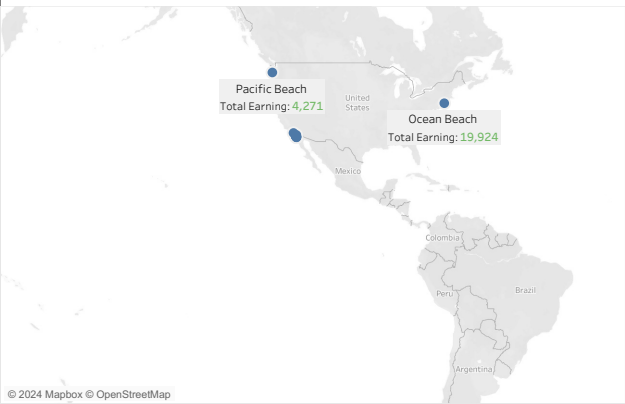 Pacific Beach
Total Earning: 4,271
United
States
Ocean Beach
Total Earning: 19,924
Mexico
Colombia
Peru
Brazil
Argentina
© 2024 Mapbox © OpenStreetMap